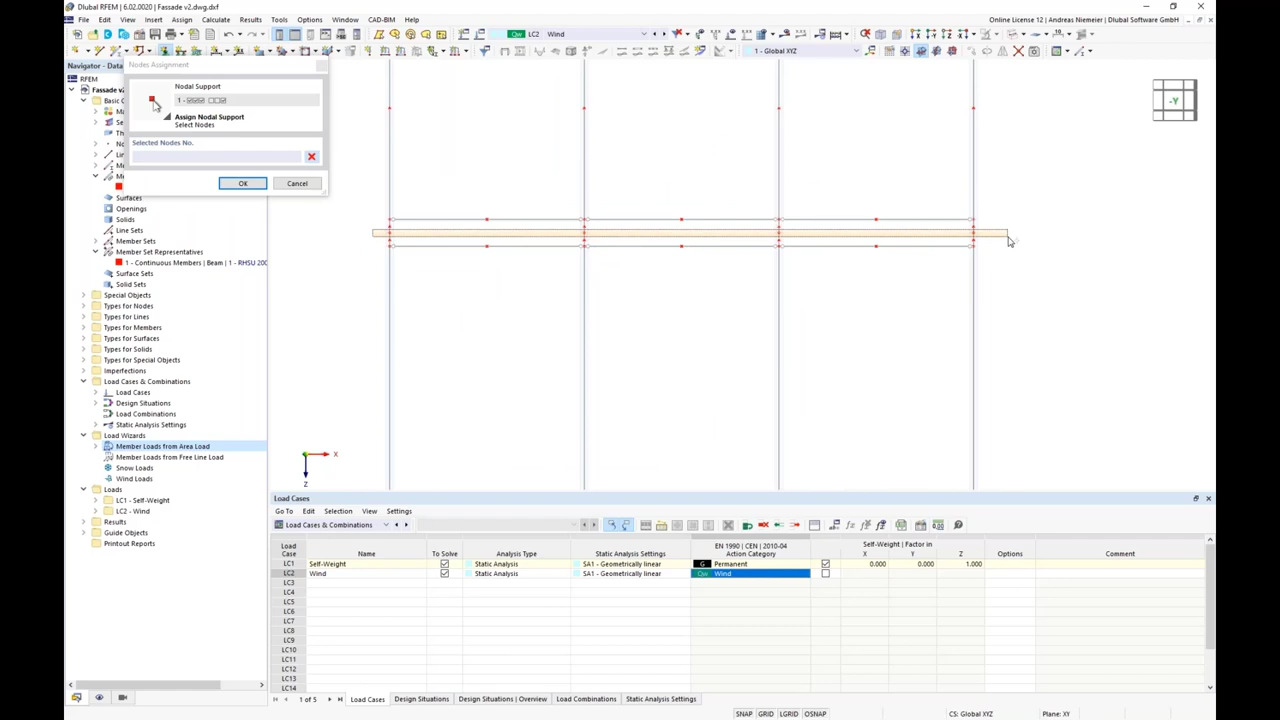 Dlubal RFEM | 6.02.0020 | Fassade v2.dwg.dxf
File Edit View Insert Assign Calculate Results Tools Options Window CAD-BIM Help
Online License 12 | Andreas Niemeier | Dlubal Software GmbH
Qw LC2 Wind
1 - Global XYZ
Navigator - Data
RFEM
Fassade v2
Basic O
Nodes Assignment
Nodal Support
1 -
Assign Nodal Support
Select Nodes
Selected Nodes No.
OK Cancel
Surfaces
Openings
Solids
Line Sets
Member Sets
Member Set Representatives
1 - Continuous Members | Beam | 1 - RHSU 200
Surface Sets
Solid Sets
Special Objects
Types for Nodes
Types for Lines
Types for Members
Types for Surfaces
Types for Solids
Types for Special Objects
Imperfections
Load Cases & Combinations
Load Cases
Design Situations
Load Combinations
Static Analysis Settings
Load Wizards
Member Loads from Area Load
Member Loads from Free Line Load
Snow Loads
Wind Loads
Loads
LC1 - Self-Weight
LC2 - Wind
Results
Guide Objects
Printout Reports
-Y
X
Z
Load Cases
Go To Edit Selection View Settings
Load Cases & Combinations
Load Case Name To Solve Analysis Type Static Analysis Settings EN 1990 | CEN | 2010-04 Action Category Self-Weight | Factor in X Y Z Options Comment
LC1 Self-Weight Static Analysis SA1 - Geometrically linear G Permanent 0.000 0.000 1.000
LC2 Wind Static Analysis SA1 - Geometrically linear Qw Wind
LC3
LC4
LC5
LC6
LC7
LC8
LC9
LC10
LC11
LC12
LC13
LC14
1 of 5 Load Cases Design Situations Design Situations | Overview Load Combinations Static Analysis Settings
SNAP GRID LGRID OSNAP CS: Global XYZ Plane: XY